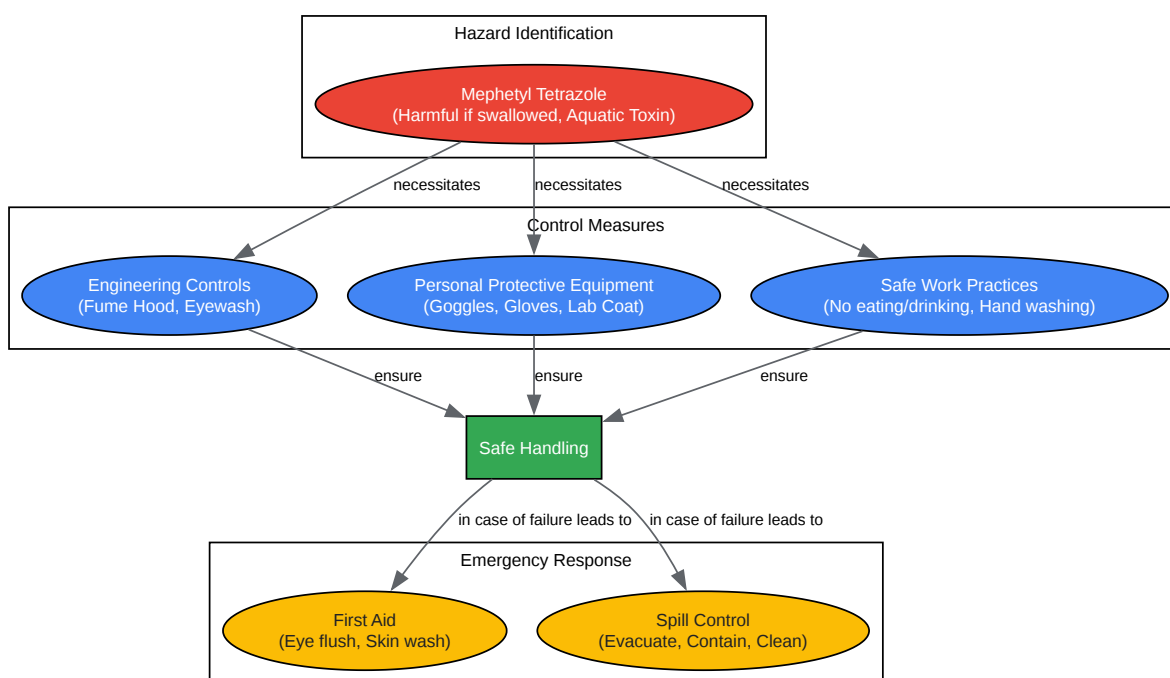 Hazard Identification
Mephetyl Tetrazole
(Harmful if swallowed, Aquatic Toxin)
necessitates
necessitates
necessitates
Control Measures
Engineering Controls
(Fume Hood, Eyewash)
Personal Protective Equipment
(Goggles, Gloves, Lab Coat)
Safe Work Practices
(No eating/drinking, Hand washing)
ensure
ensure
ensure
Safe Handling
in case of failure leads to
in case of failure leads to
Emergency Response
First Aid
(Eye flush, Skin wash)
Spill Control
(Evacuate, Contain, Clean)